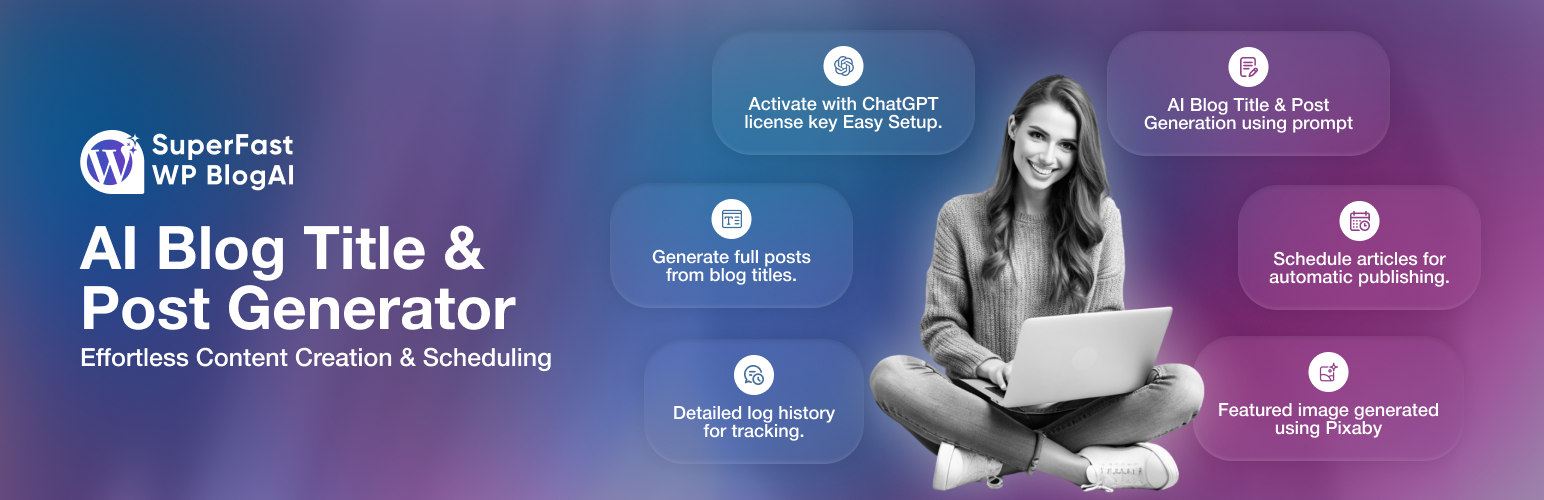 SuperFast
WP BlogAI
AI Blog Title &
Post Generator
Effortless Content Creation & Scheduling
Activate with ChatGPT
license key Easy Setup.
AI Blog Title & Post
Generation using prompt
Generate full posts
from blog titles.
Schedule articles for
automatic publishing.
Detailed log history
for tracking.
Featured image generated
using Pixaby